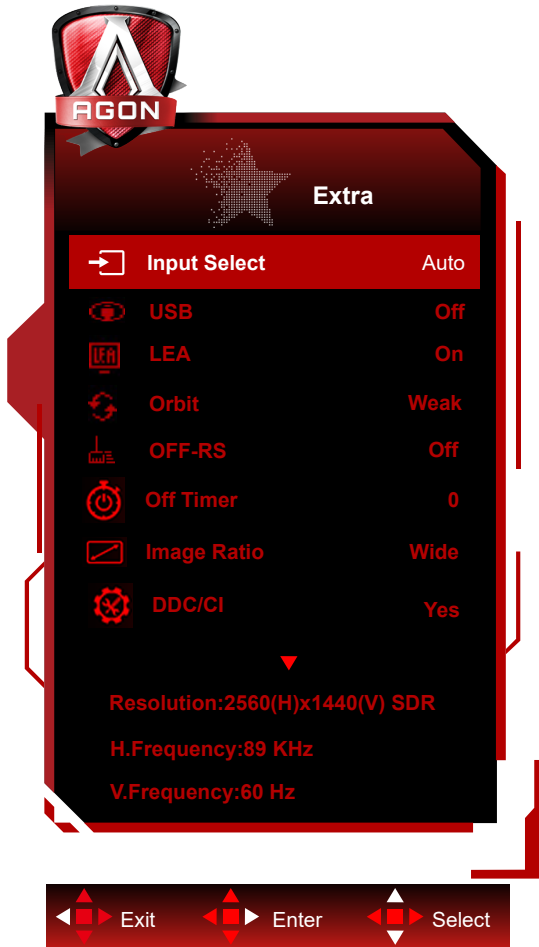 AGON
Extra
Input Select Auto
USB Off
LEA LEA On
Orbit Weak
OFF-RS Off
Off Timer 0
Image Ratio Wide
DDC/CI Yes
Resolution:2560(H)x1440(V) SDR
H.Frequency:89 KHz
V.Frequency:60 Hz
Exit Enter Select